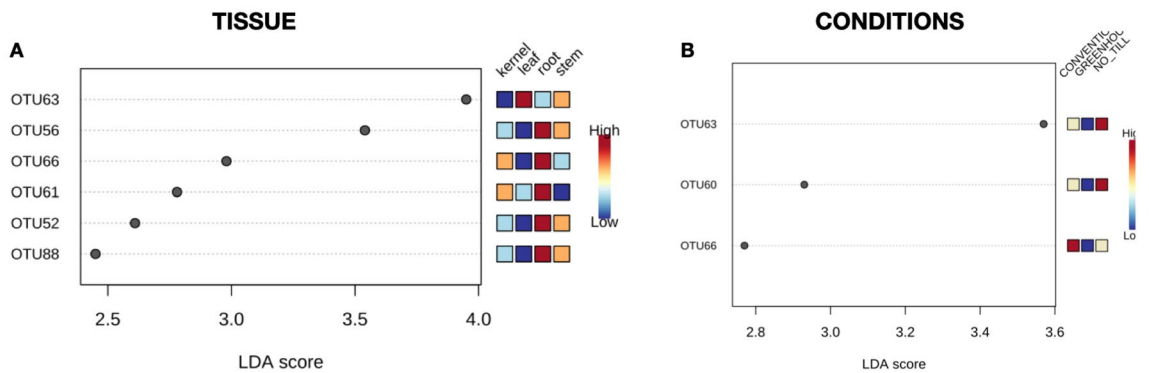 TISSUE
CONDITIONS
A
kernel
leaf
root
stem
OTU63
OTU56
OTU66
OTU61
OTU52
OTU88
High
Low
2.5 3.0 3.5 4.0
LDA score
B
NO_TILL
OTU63
OTU60
OTU66
2.8 3.0 3.2 3.4 3.6
LDA score